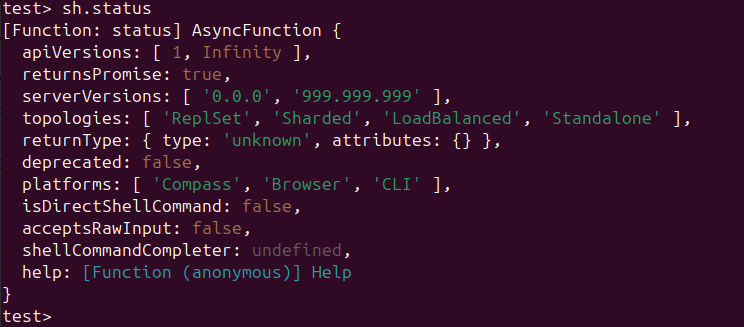 test> sh.status
[Function: status] AsyncFunction {
  apiVersions: [ 1, Infinity ],
  returnsPromise: true,
  serverVersions: [ '0.0.0', '999.999.999' ],
  topologies: [ 'ReplSet', 'Sharded', 'LoadBalanced', 'Standalone' ],
  returnType: { type: 'unknown', attributes: {} },
  deprecated: false,
  platforms: [ 'Compass', 'Browser', 'CLI' ],
  isDirectShellCommand: false,
  acceptsRawInput: false,
  shellCommandCompleter: undefined,
  help: [Function (anonymous)] Help
}
test>